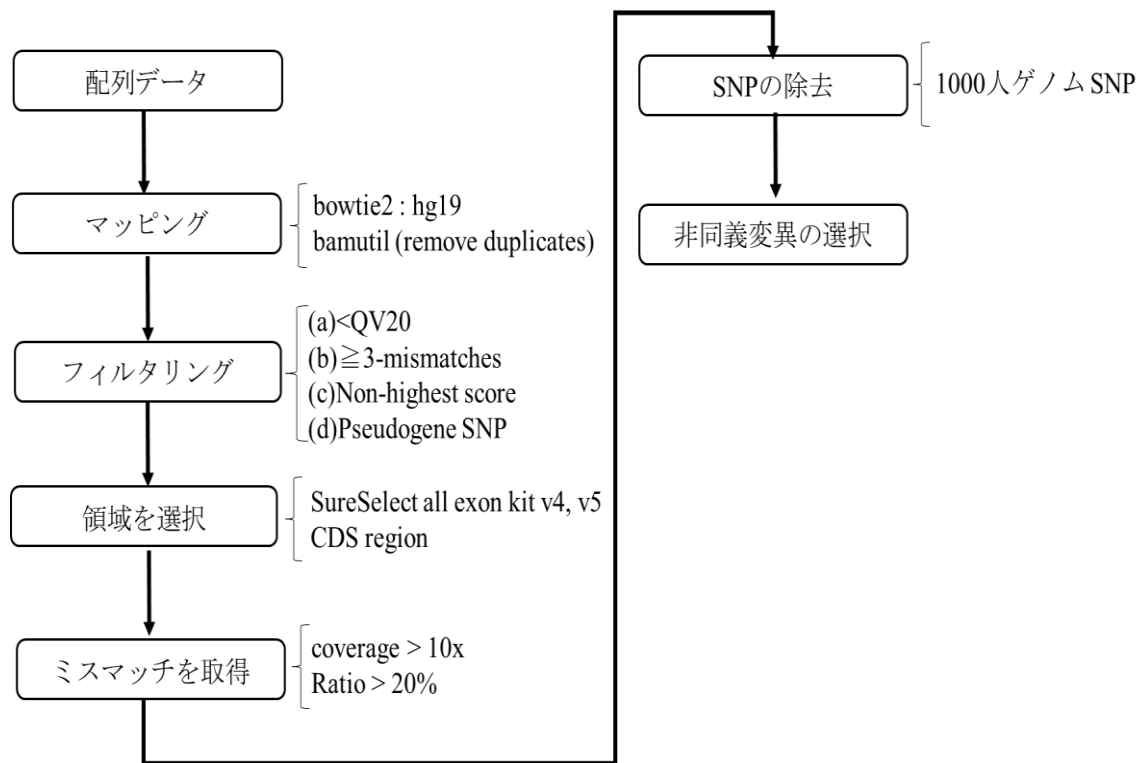 配列データ
マッピング
bowtie2 : hg19
bamutil (remove duplicates)
フィルタリング
(a)<QV20
(b)≧3-mismatches
(c)Non-highest score
(d)Pseudogene SNP
領域を選択
SureSelect all exon kit v4, v5
CDS region
ミスマッチを取得
coverage > 10x
Ratio > 20%
SNPの除去
1000人ゲノム SNP
非同義変異の選択